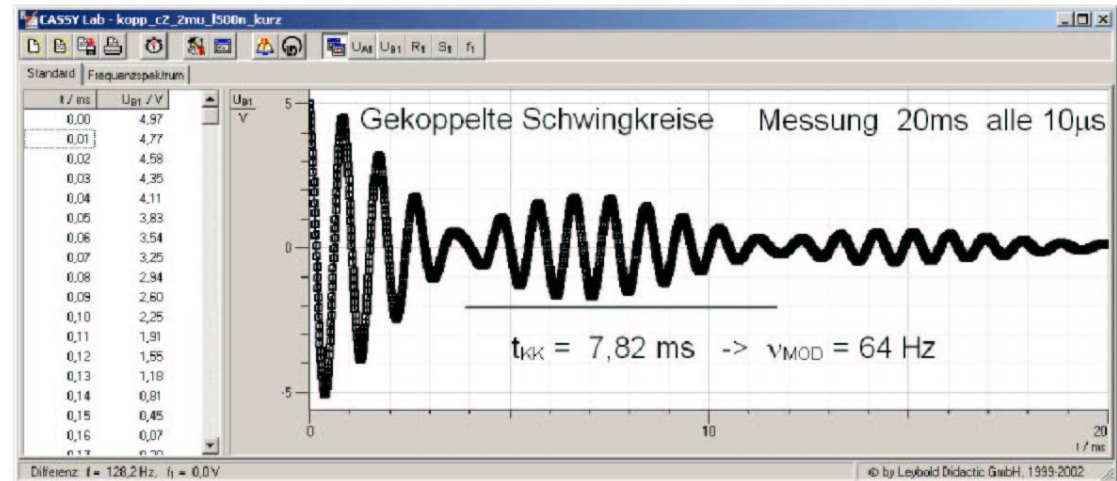 CASSY Lab - kopp_c2_2mu_l500n_kurz
UA1 UB1 R1 S1 f1
Standard Frequenzspektrum
t / ms UB1 / V
0,00 4,97
0,01 4,77
0,02 4,58
0,03 4,35
0,04 4,11
0,05 3,83
0,06 3,54
0,07 3,25
0,08 2,94
0,09 2,60
0,10 2,25
0,11 1,91
0,12 1,55
0,13 1,18
0,14 0,81
0,15 0,45
0,16 0,07
UB1
V
5
0
-5
Gekoppelte Schwingkreise Messung 20ms alle 10µs
tKK = 7,82 ms -> νMOD = 64 Hz
0 10 20
t / ms
Differenz: f = 128,2 Hz, f1 = 0,0 V
© by Leybold Didactic GmbH, 1999-2002